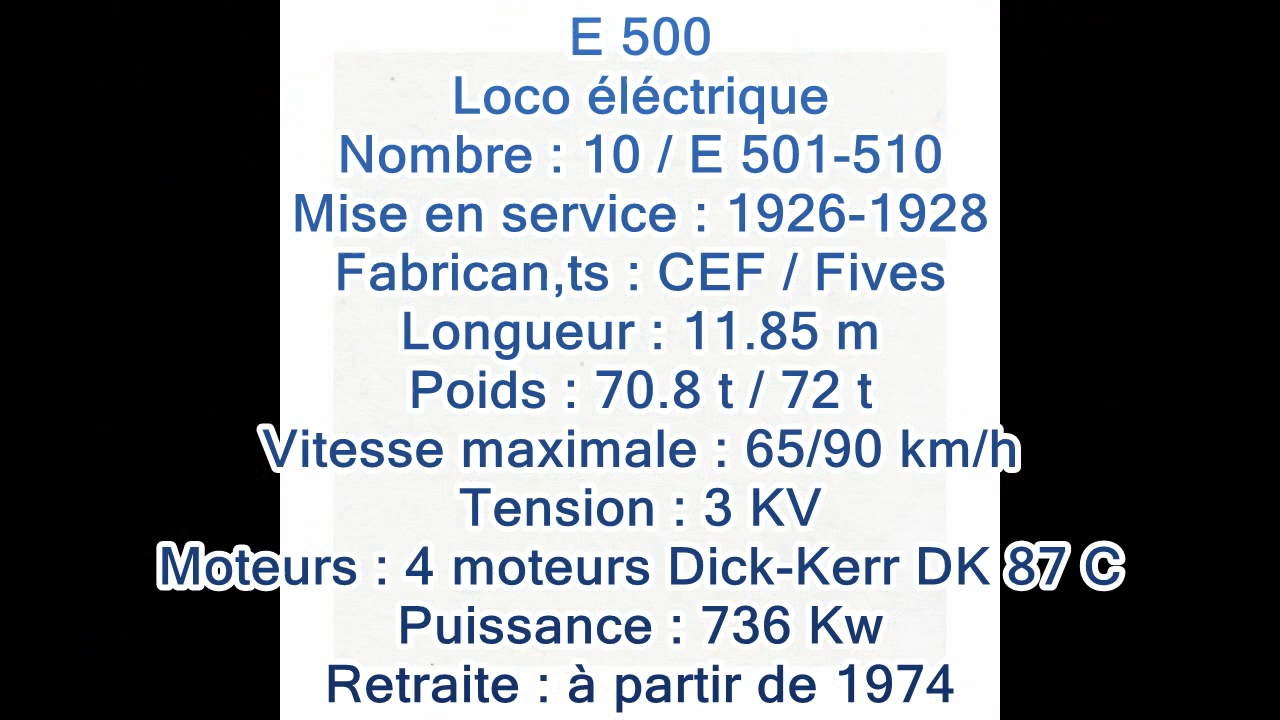 E 500
Loco éléctrique
Nombre : 10 / E 501-510
Mise en service : 1926-1928
Fabrican,ts : CEF / Fives
Longueur : 11.85 m
Poids : 70.8 t / 72 t
Vitesse maximale : 65/90 km/h
Tension : 3 KV
Moteurs : 4 moteurs Dick-Kerr DK 87 C
Puissance : 736 Kw
Retraite : à partir de 1974